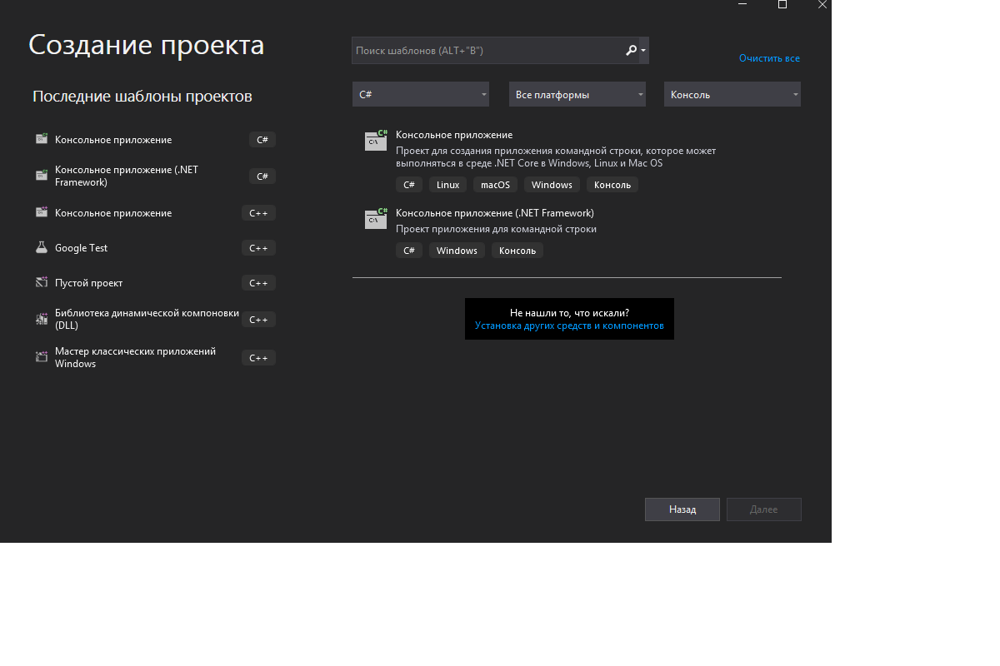 Создание проекта
Последние шаблоны проектов
Консольное приложение C#
Консольное приложение (.NET
Framework) C#
Консольное приложение C++
Google Test C++
Пустой проект C++
Библиотека динамической компоновки
(DLL) C++
Мастер классических приложений
Windows C++
Поиск шаблонов (ALT+"B")
Очистить все
C# Все платформы Консоль
Консольное приложение
Проект для создания приложения командной строки, которое может
выполняться в среде .NET Core в Windows, Linux и Mac OS
C# Linux macOS Windows Консоль
Консольное приложение (.NET Framework)
Проект приложения для командной строки
C# Windows Консоль
Не нашли то, что искали?
Установка других средств и компонентов
Назад Далее